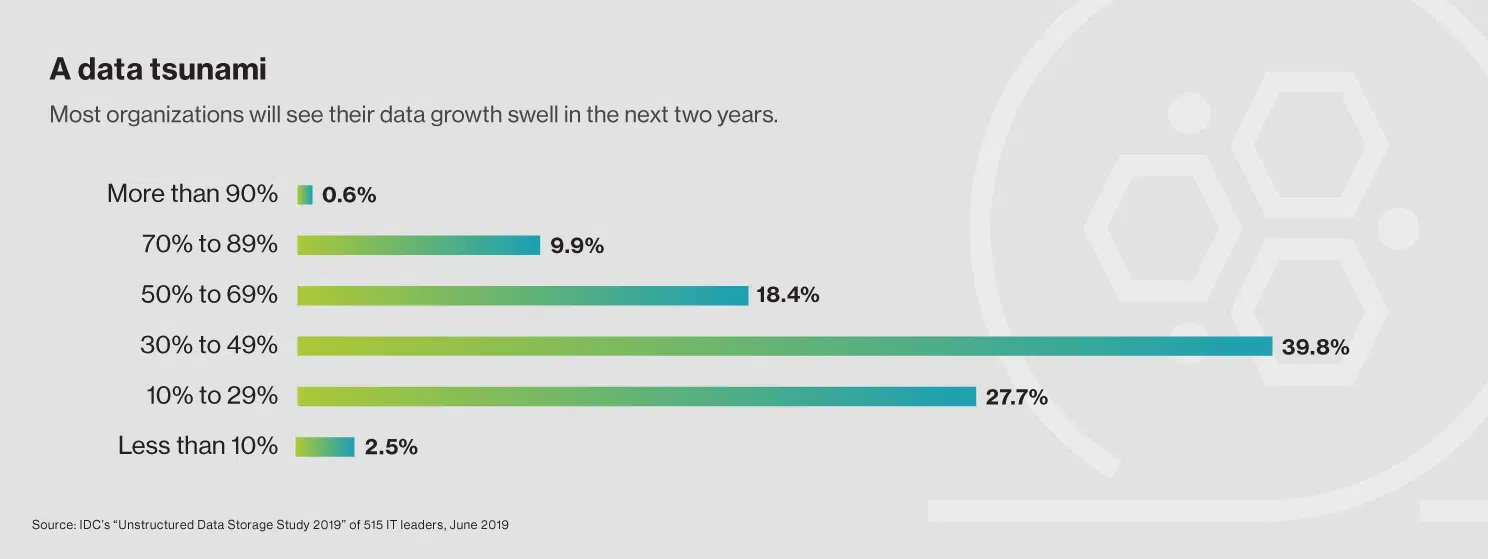 A data tsunami
Most organizations will see their data growth swell in the next two years.
More than 90% 0.6%
70% to 89% 9.9%
50% to 69% 18.4%
30% to 49% 39.8%
10% to 29% 27.7%
Less than 10% 2.5%
Source: IDC's “Unstructured Data Storage Study 2019” of 515 IT leaders, June 2019